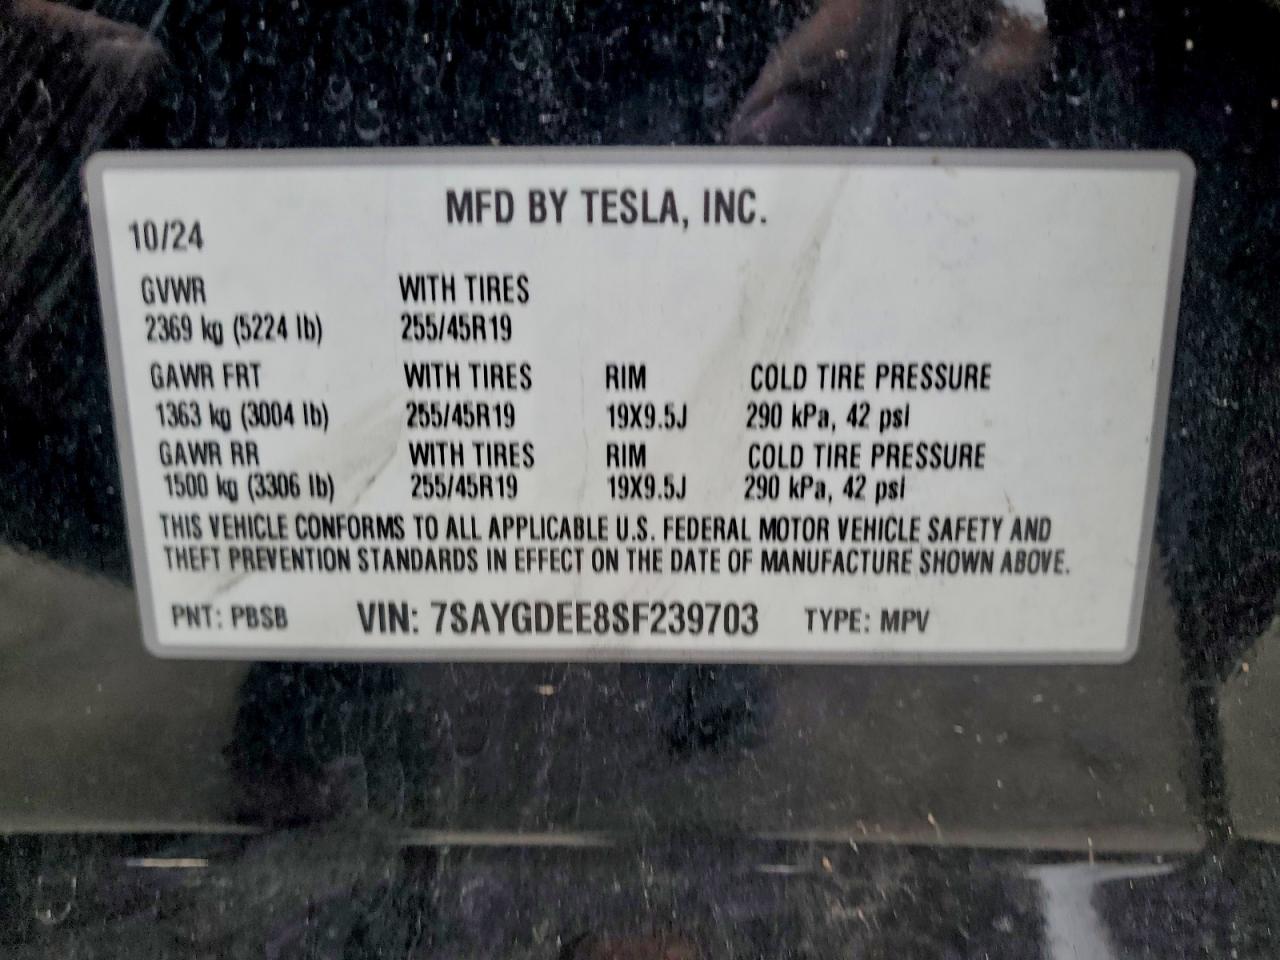 MFD BY TESLA, INC.
10/24
GVWR WITH TIRES
2369 kg (5224 lb) 255/45R19
GAWR FRT WITH TIRES RIM COLD TIRE PRESSURE
1363 kg (3004 lb) 255/45R19 19X9.5J 290 kPa, 42 psi
GAWR RR WITH TIRES RIM COLD TIRE PRESSURE
1500 kg (3306 lb) 255/45R19 19X9.5J 290 kPa, 42 psi
THIS VEHICLE CONFORMS TO ALL APPLICABLE U.S. FEDERAL MOTOR VEHICLE SAFETY AND
THEFT PREVENTION STANDARDS IN EFFECT ON THE DATE OF MANUFACTURE SHOWN ABOVE.
PNT: PBSB VIN: 7SAYGDEE8SF239703 TYPE: MPV